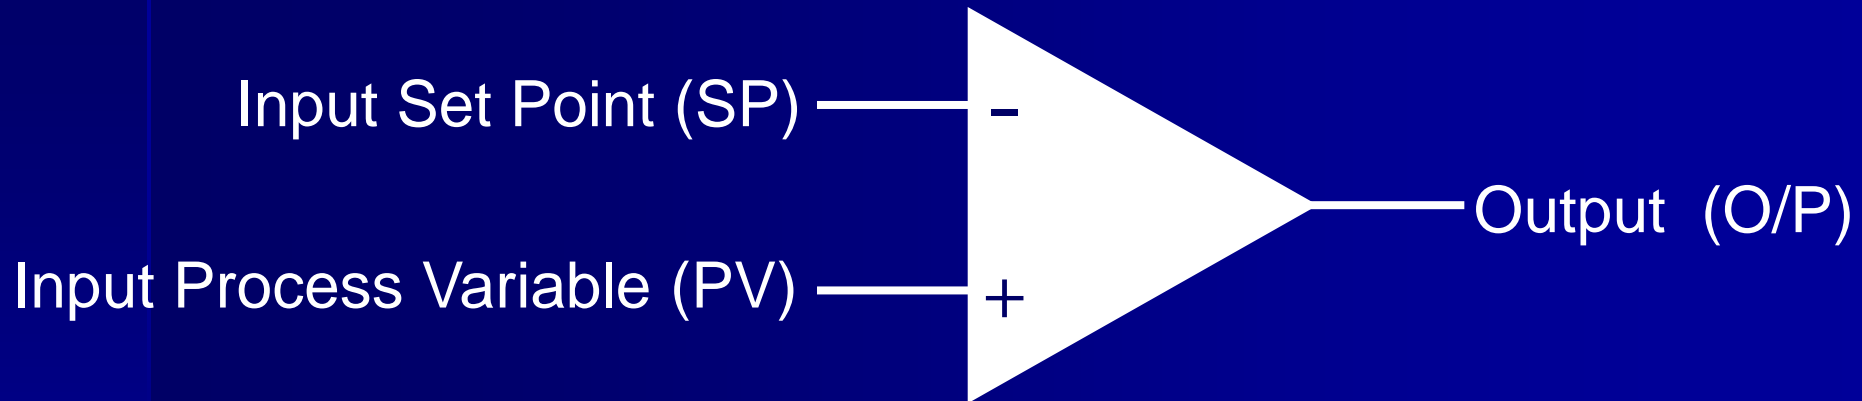 Input Set Point (SP)
-
Output (O/P)
Input Process Variable (PV)
+